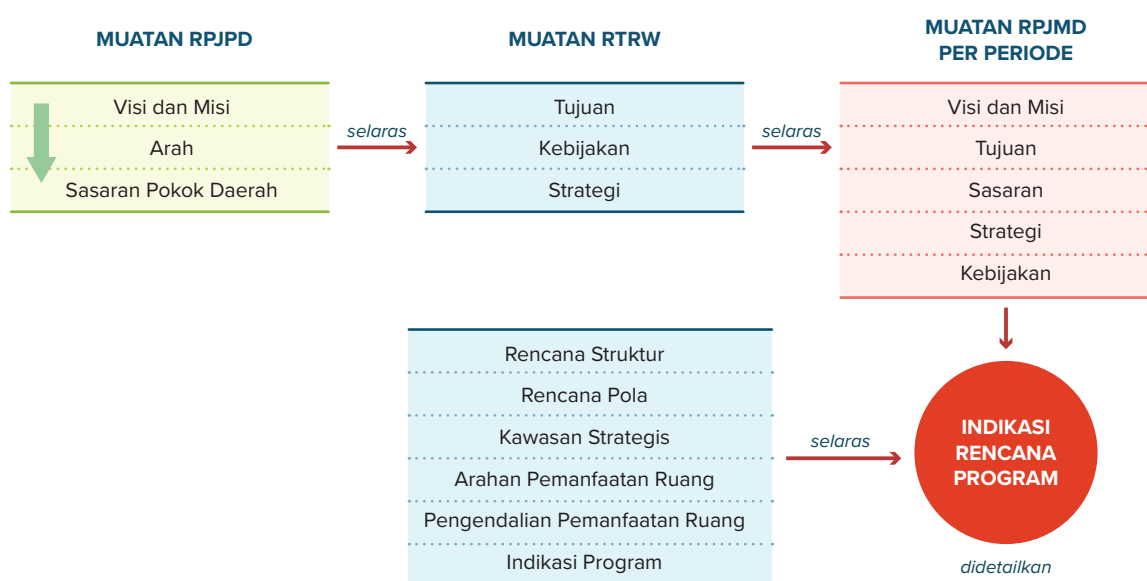 MUATAN RPJPD
Visi dan Misi
Arah
Sasaran Pokok Daerah
selaras
MUATAN RTRW
Tujuan
Kebijakan
Strategi
selaras
MUATAN RPJMD
PER PERIODE
Visi dan Misi
Tujuan
Sasaran
Strategi
Kebijakan
Rencana Struktur
Rencana Pola
Kawasan Strategis
Arahan Pemanfaatan Ruang
Pengendalian Pemanfaatan Ruang
Indikasi Program
selaras
INDIKASI
RENCANA
PROGRAM
didetailkan